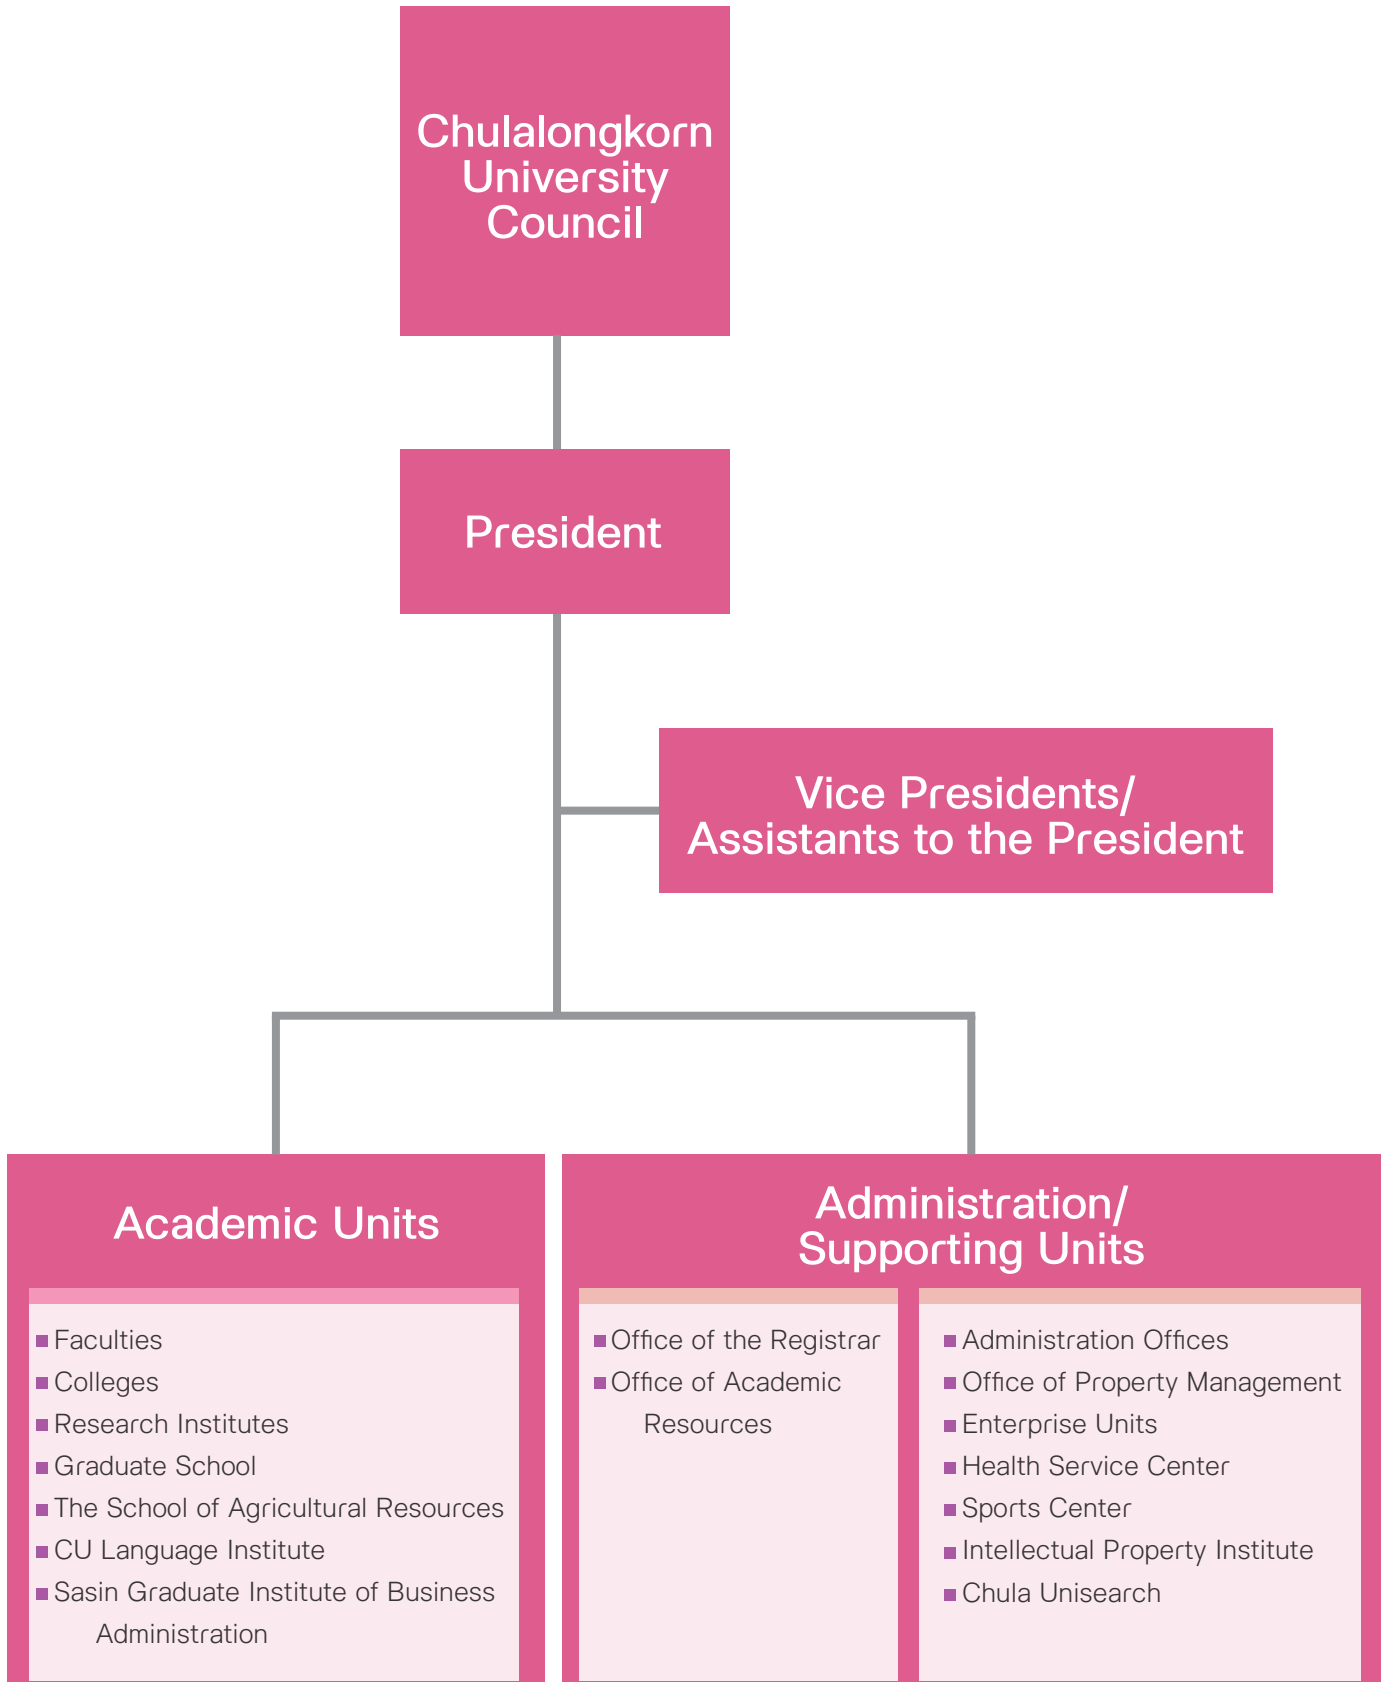 Chulalongkorn
University
Council
President
Vice Presidents/
Assistants to the President
Academic Units
Faculties
Colleges
Research Institutes
Graduate School
The School of Agricultural Resources
CU Language Institute
Sasin Graduate Institute of Business
Administration
Administration/
Supporting Units
Office of the Registrar
Office of Academic
Resources
Administration Offices
Office of Property Management
Enterprise Units
Health Service Center
Sports Center
Intellectual Property Institute
Chula Unisearch